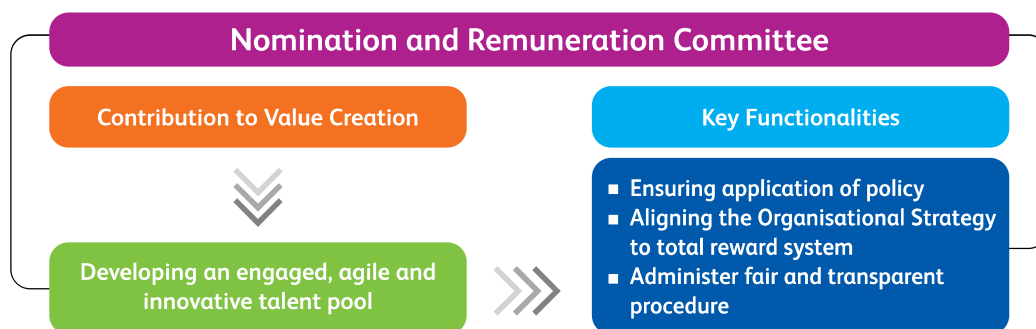 Nomination and Remuneration Committee
Contribution to Value Creation
Developing an engaged, agile and
innovative talent pool
Key Functionalities
▪ Ensuring application of policy
▪ Aligning the Organisational Strategy
to total reward system
▪ Administer fair and transparent
procedure